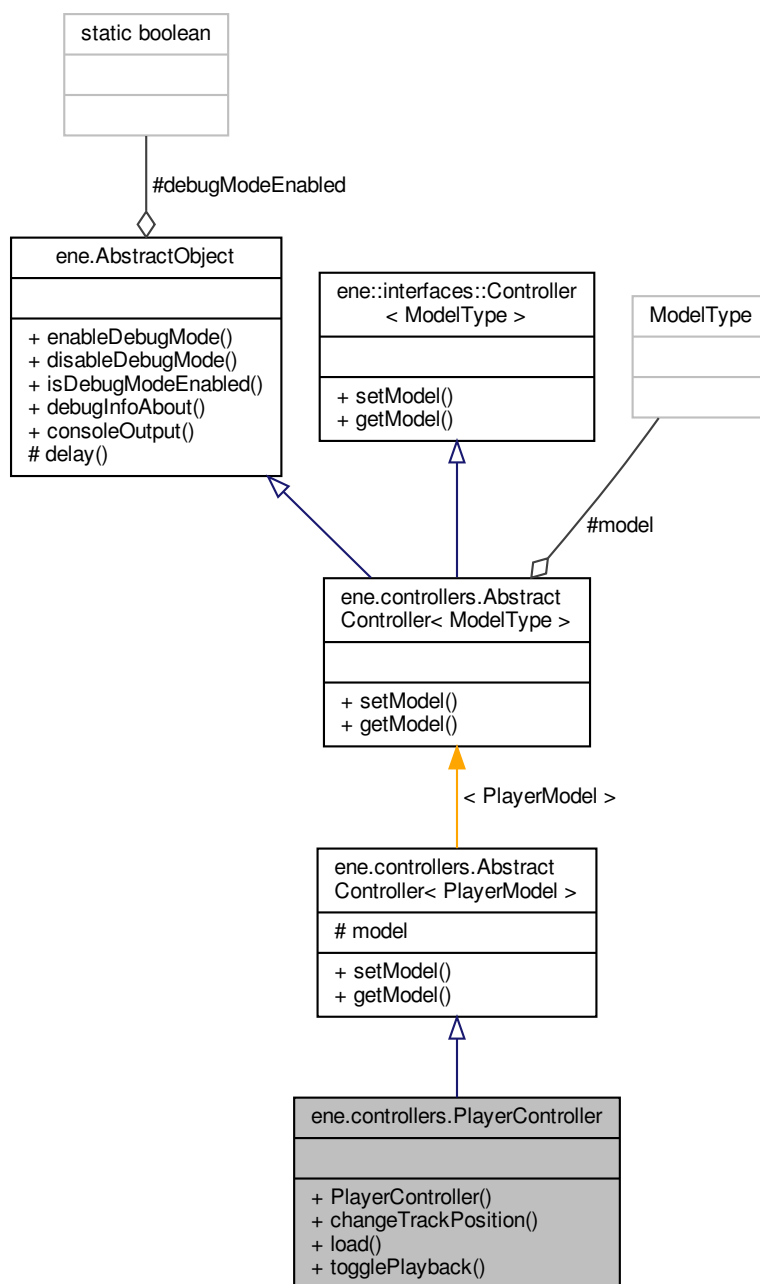 static boolean
#debugModeEnabled
ene.AbstractObject
+ enableDebugMode()
+ disableDebugMode()
+ isDebugModeEnabled()
+ debugInfoAbout()
+ consoleOutput()
# delay()
ene::interfaces::Controller
< ModelType >
+ setModel()
+ getModel()
ModelType
#model
ene.controllers.Abstract
Controller< ModelType >
+ setModel()
+ getModel()
< PlayerModel >
ene.controllers.Abstract
Controller< PlayerModel >
# model
+ setModel()
+ getModel()
ene.controllers.PlayerController
+ PlayerController()
+ changeTrackPosition()
+ load()
+ togglePlayback()